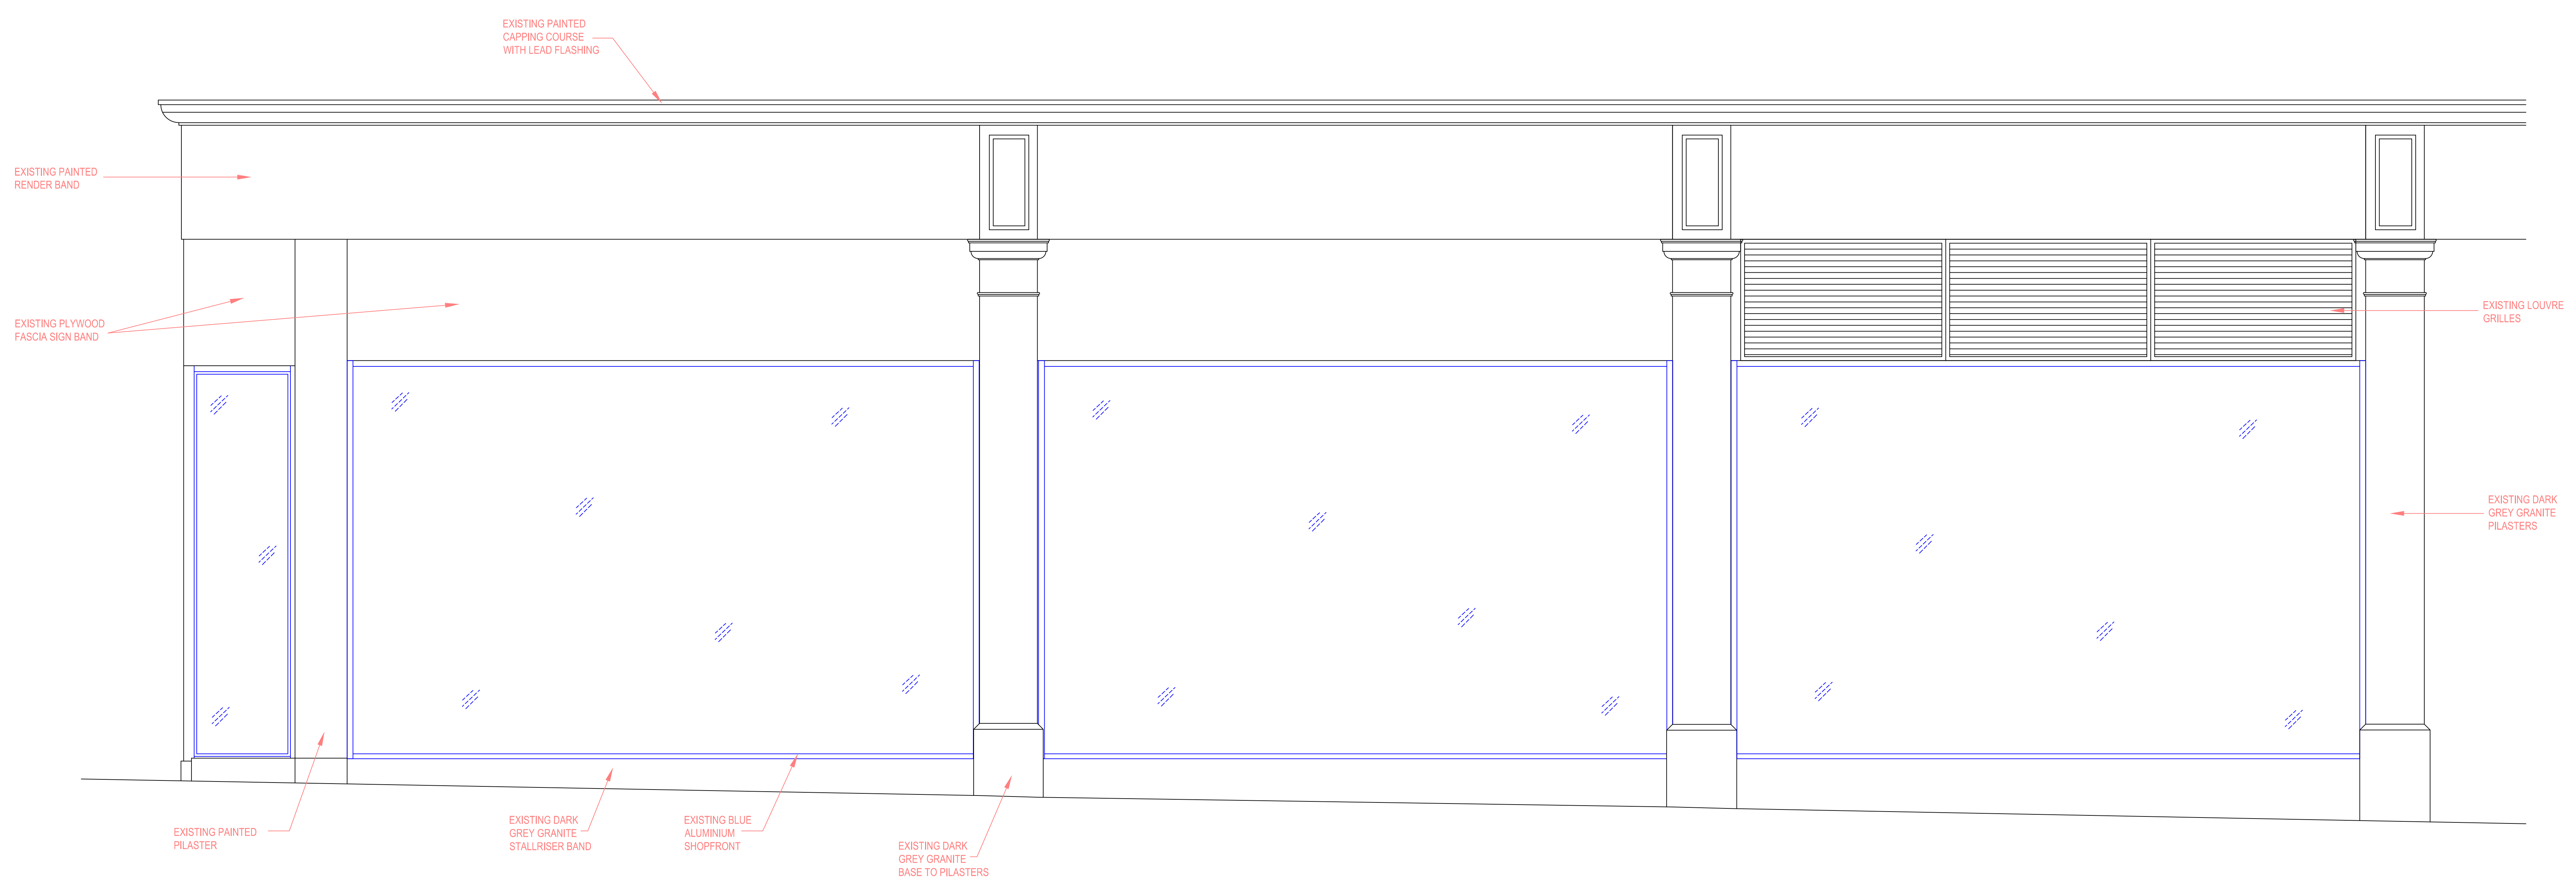 EXISTING PAINTED
CAPPING COURSE
WITH LEAD FLASHING
EXISTING PAINTED
RENDER BAND
EXISTING PLYWOOD
FASCIA SIGN BAND
EXISTING LOUVRE
GRILLES
EXISTING DARK
GREY GRANITE
PILASTERS
EXISTING PAINTED
PILASTER
EXISTING DARK
GREY GRANITE
STALLRISER BAND
EXISTING BLUE
ALUMINIUM
SHOPFRONT
EXISTING DARK
GREY GRANITE
BASE TO PILASTERS